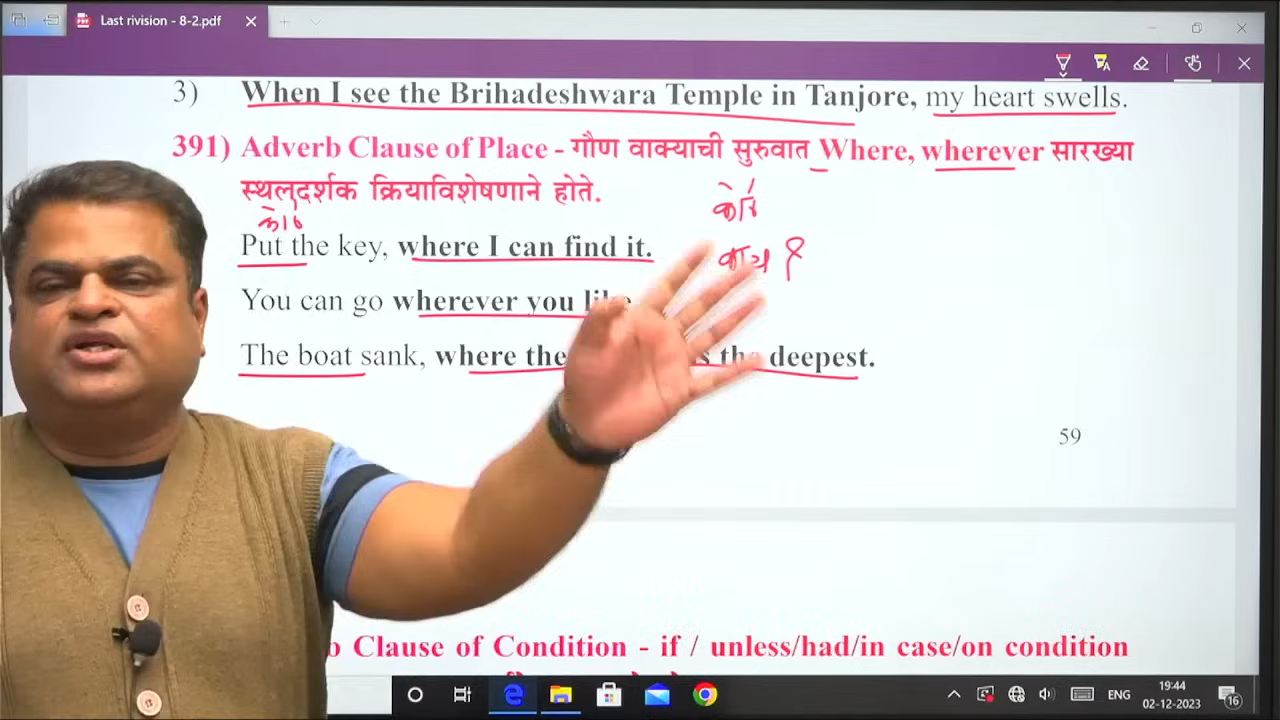 Last rivision - 8-2.pdf
3) When I see the Brihadeshwara Temple in Tanjore, my heart swells.
391) Adverb Clause of Place - गौण वाक्याची सुरुवात Where, wherever सारख्या
स्थलदर्शक क्रियाविशेषणाने होते.
Put the key, where I can find it.
You can go wherever you like
The boat sank, where the s the deepest.
59
b Clause of Condition - if / unless/had/in case/on condition
ENG
19:44
02-12-2023
16